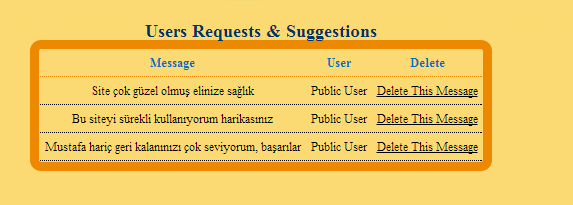 Users Requests & Suggestions
Message User Delete
Site çok güzel olmuş elinize sağlık Public User Delete This Message
Bu siteyi sürekli kullanıyorum harikasınız Public User Delete This Message
Mustafa hariç geri kalanınızı çok seviyorum, başarılar Public User Delete This Message